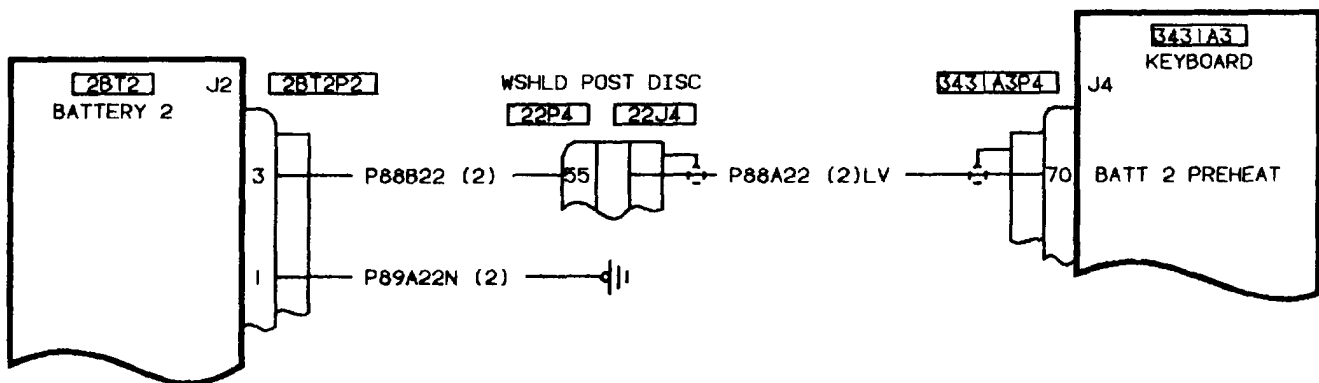 2BT2
BATTERY 2
J2
2BT2P2
3
P88B22 (2)
1
P89A22N (2)
WSHLD POST DISC
22P4
22J4
55
P88A22 (2)LV
3431A3P4
3431A3
KEYBOARD
J4
70
BATT 2 PREHEAT